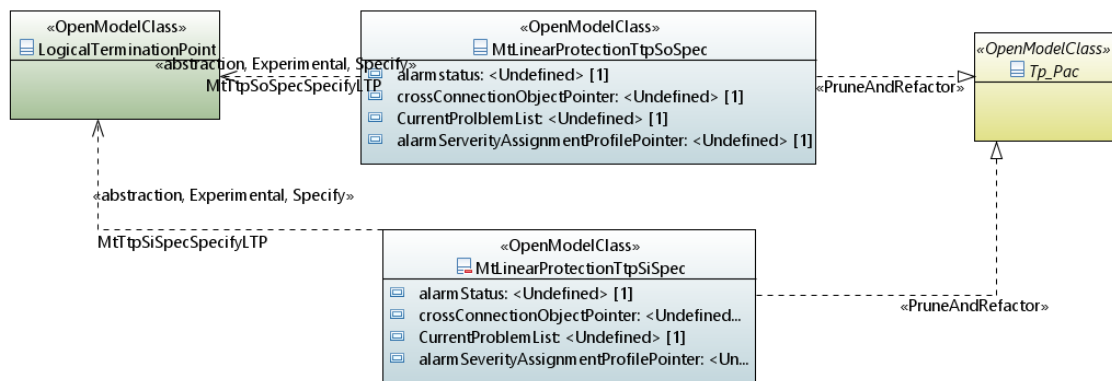 «OpenModelClass»
LogicalTerminationPoint
«OpenModelClass»
MtLinearProtectionTtpSoSpec
alarmstatus: <Undefined> [1]
crossConnectionObjectPointer: <Undefined> [1]
CurrentProlblemList: <Undefined> [1]
alarmServerityAssignmentProfilePointer: <Undefined> [1]
«OpenModelClass»
Tp_Pac
«abstraction, Experimental, Specify»
MtTtpSoSpecSpecifyLTP
«PruneAndRefactor»
«abstraction, Experimental, Specify»
MtTtpSiSpecSpecifyLTP
«OpenModelClass»
MtLinearProtectionTtpSiSpec
alarmStatus: <Undefined> [1]
crossConnectionObjectPointer: <Undefined...
CurrentProblemList: <Undefined> [1]
alarmSeverityAssignmentProfilePointer: <Un...
«PruneAndRefactor»